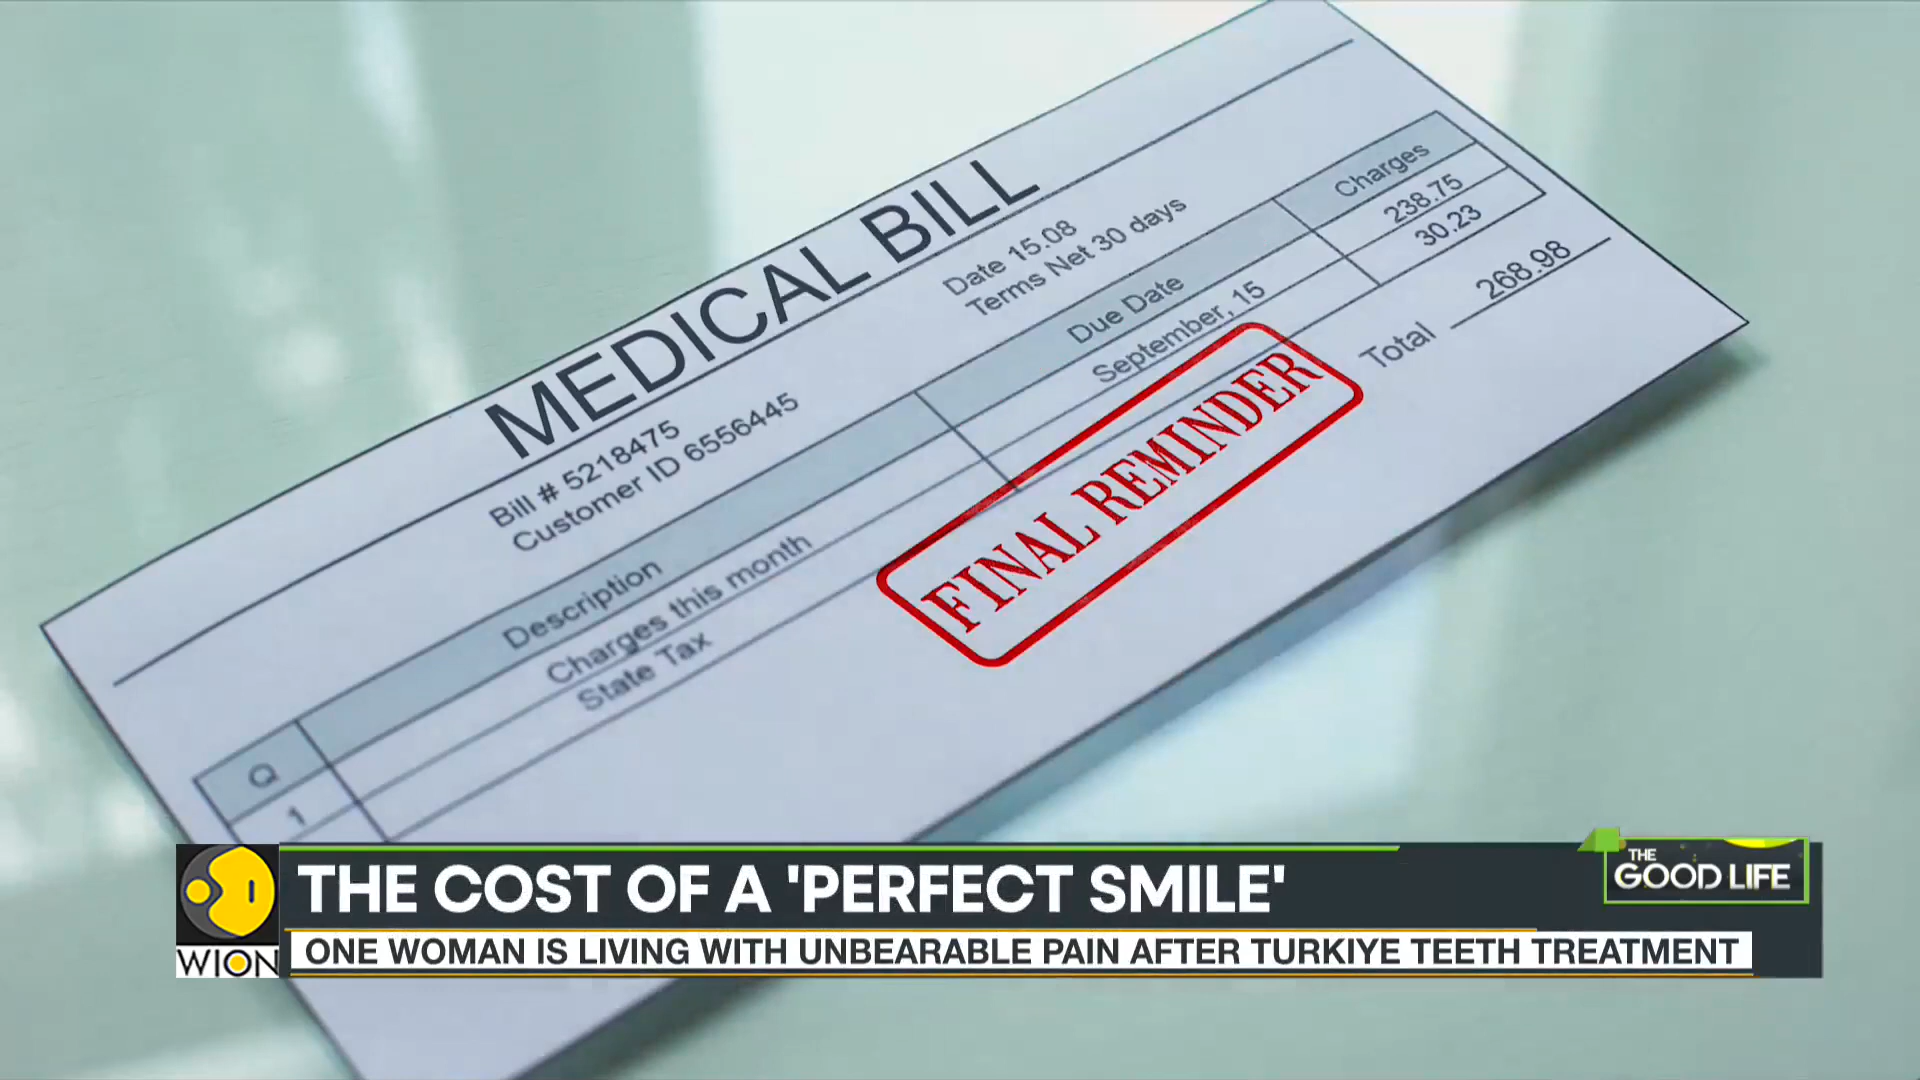 MEDICAL BILL
Bill # 5218475
Customer ID 6556445
Date 15.08
Terms Net 30 days
Q
Description
Due Date
Charges
1
Charges this month
September, 15
238.75
State Tax
30.23
Total
268.98
FINAL REMINDER
THE COST OF A 'PERFECT SMILE'
THE
GOOD LIFE
WION
ONE WOMAN IS LIVING WITH UNBEARABLE PAIN AFTER TURKIYE TEETH TREATMENT